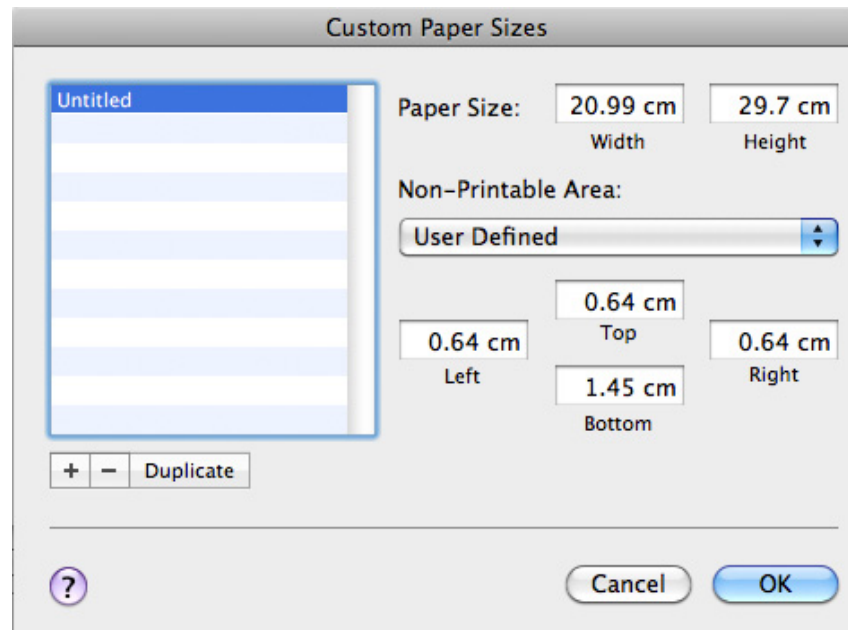 Custom Paper Sizes
Untitled
Paper Size:
20.99 cm
29.7 cm
Width
Height
Non-Printable Area:
User Defined
0.64 cm
Top
0.64 cm
Left
0.64 cm
Right
1.45 cm
Bottom
+ − Duplicate
?
Cancel
OK